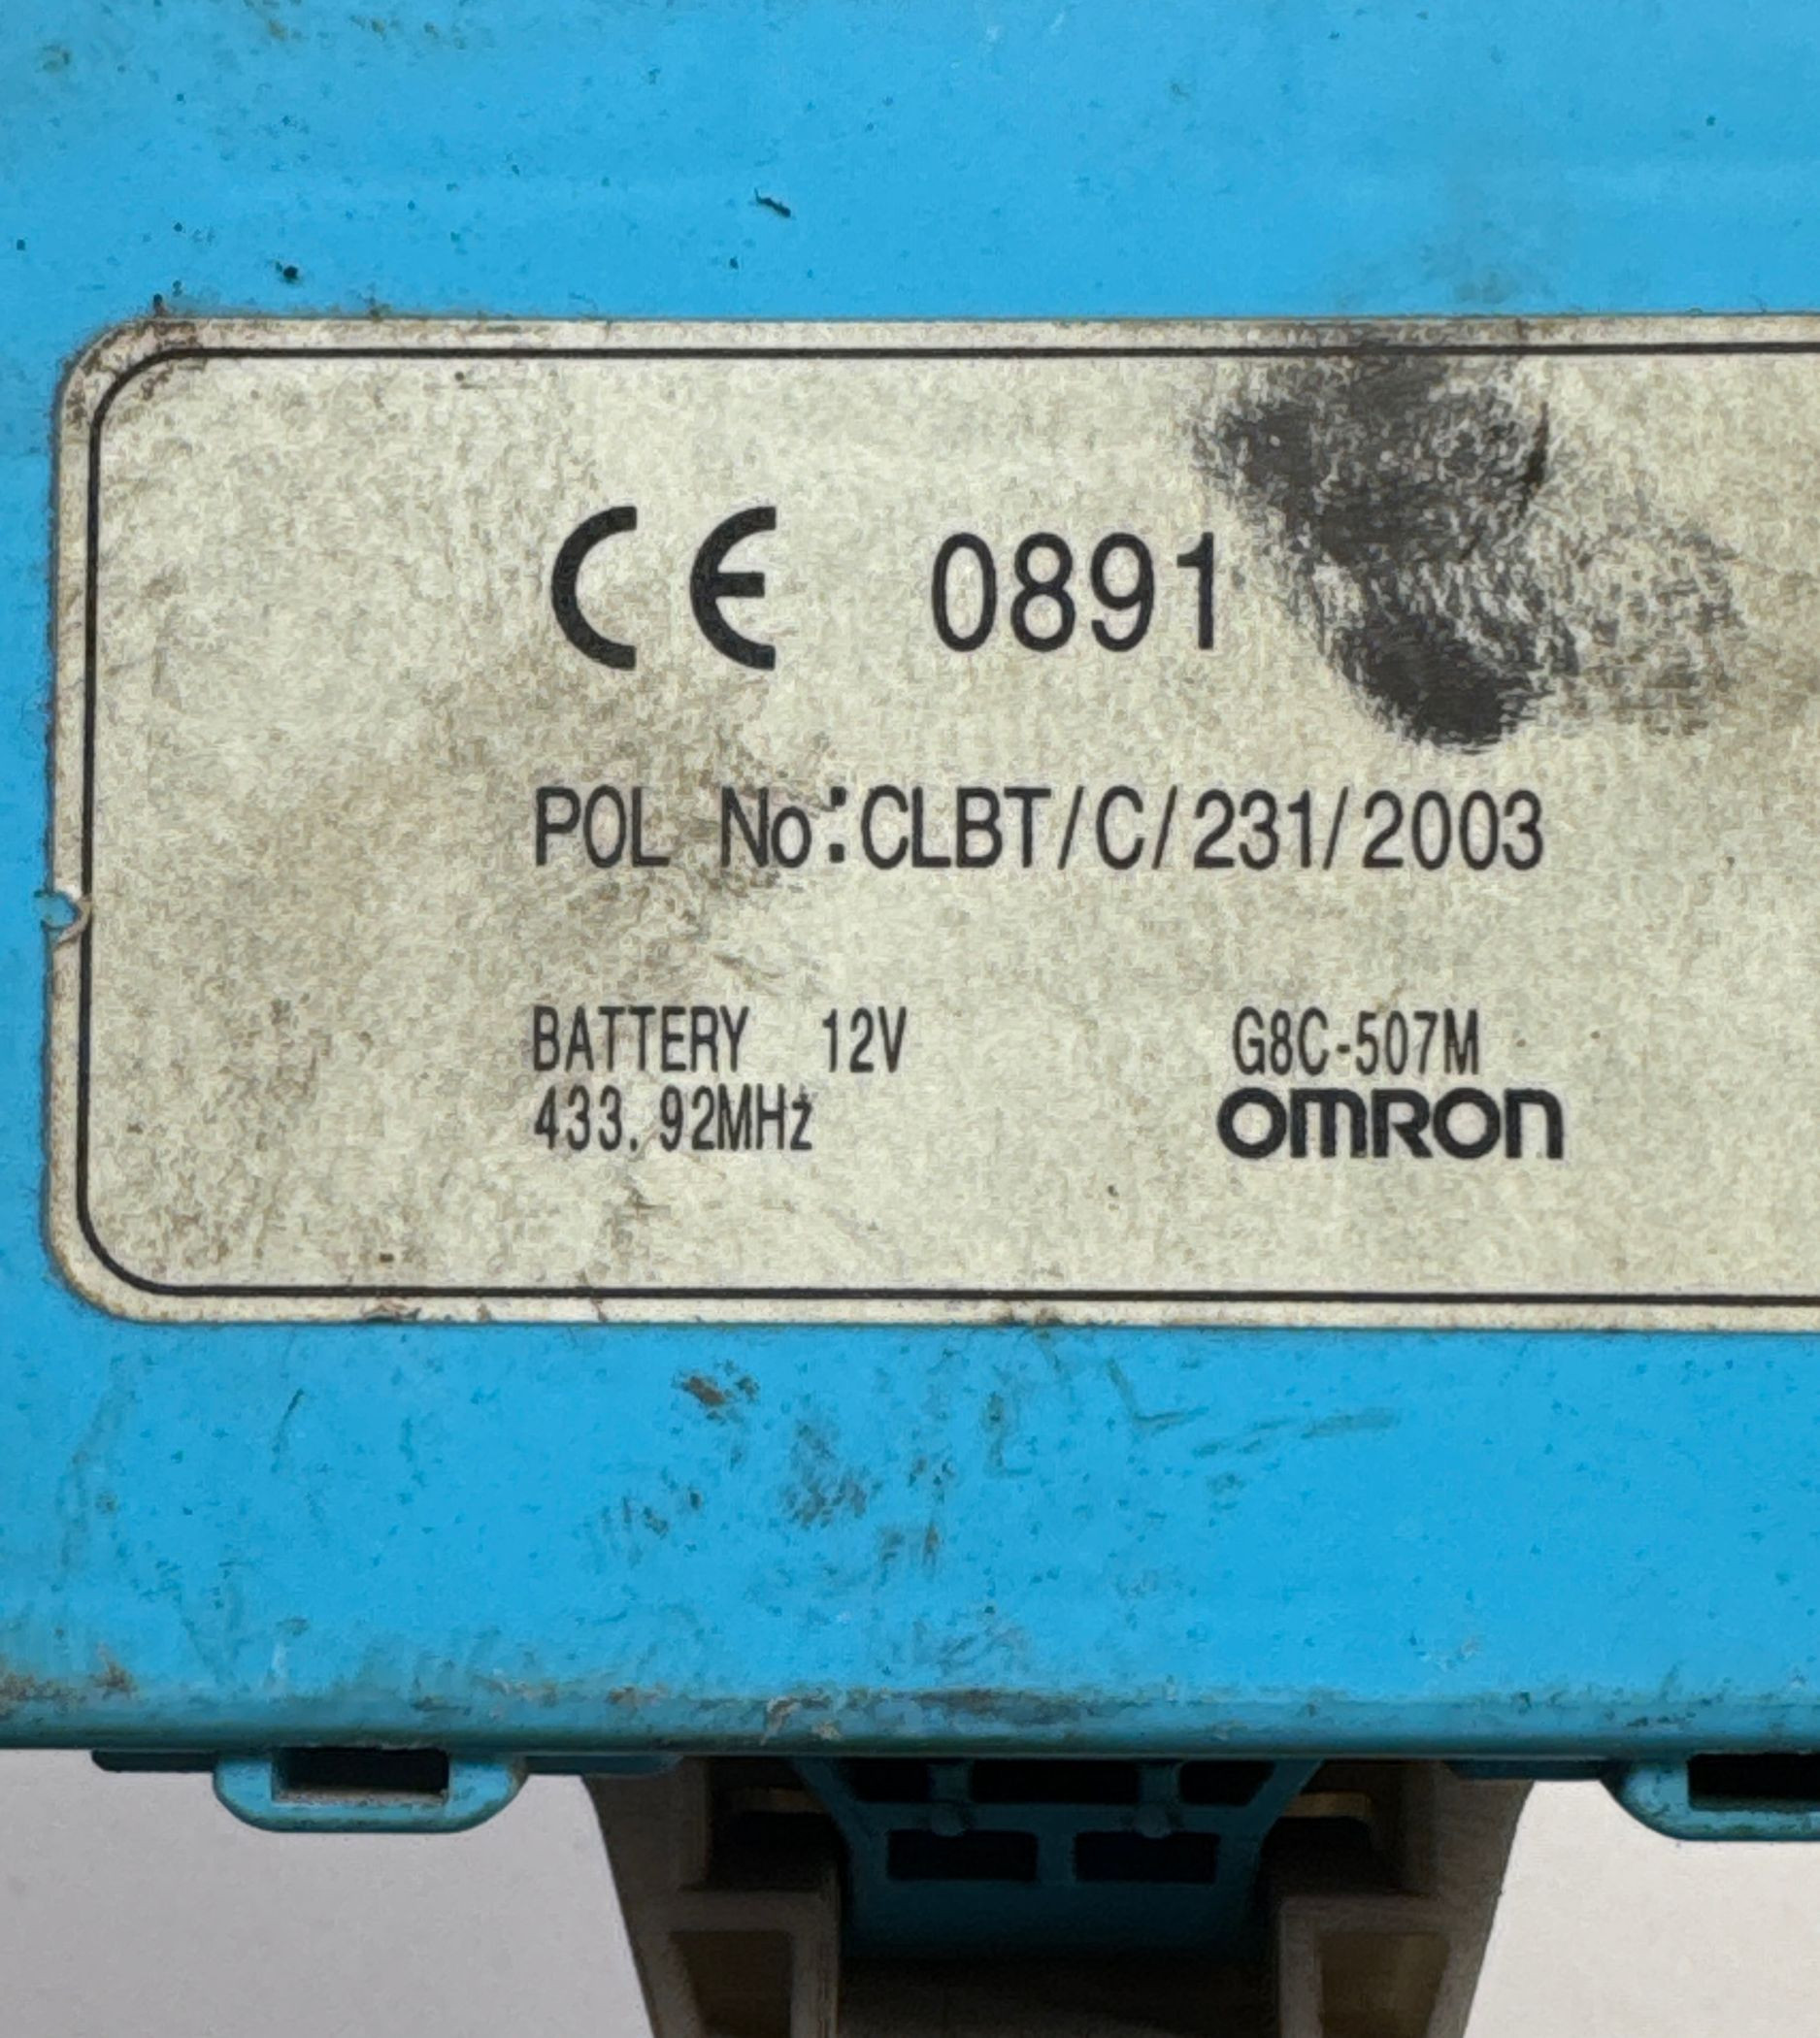 CE 0891
POL No:CLBT/C/231/2003
BATTERY 12V G8C-507M
433.92MHz OMRON